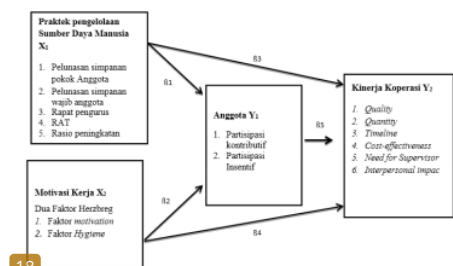 Praktek pengelolaan
Sumber Daya Manusia
X1
1. Pelunasan simpanan
pokok Anggota
2. Pelunasan simpanan
wajib anggota
3. Rapat pengurus
4. RAT
5. Rasio peningkatan
ß1
ß3
Anggota Y1
1. Partisipasi
kontributif
2. Partisipasi
Insentif
ß5
Kinerja Koperasi Y2
1. Quality
2. Quantity
3. Timeline
4. Cost-effectiveness
5. Need for Supervisor
6. Interpersonal impac
Motivasi Kerja X2
Dua Faktor Herzbreg
1. Faktor motivation
2. Faktor Hygiene
ß2
ß4
18